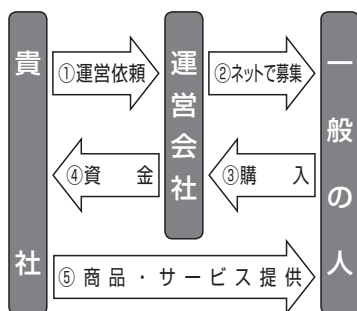 貴社
①運営依頼
運営会社
②ネットで募集
一般の人
④資金
③購入
⑤商品・サービス提供